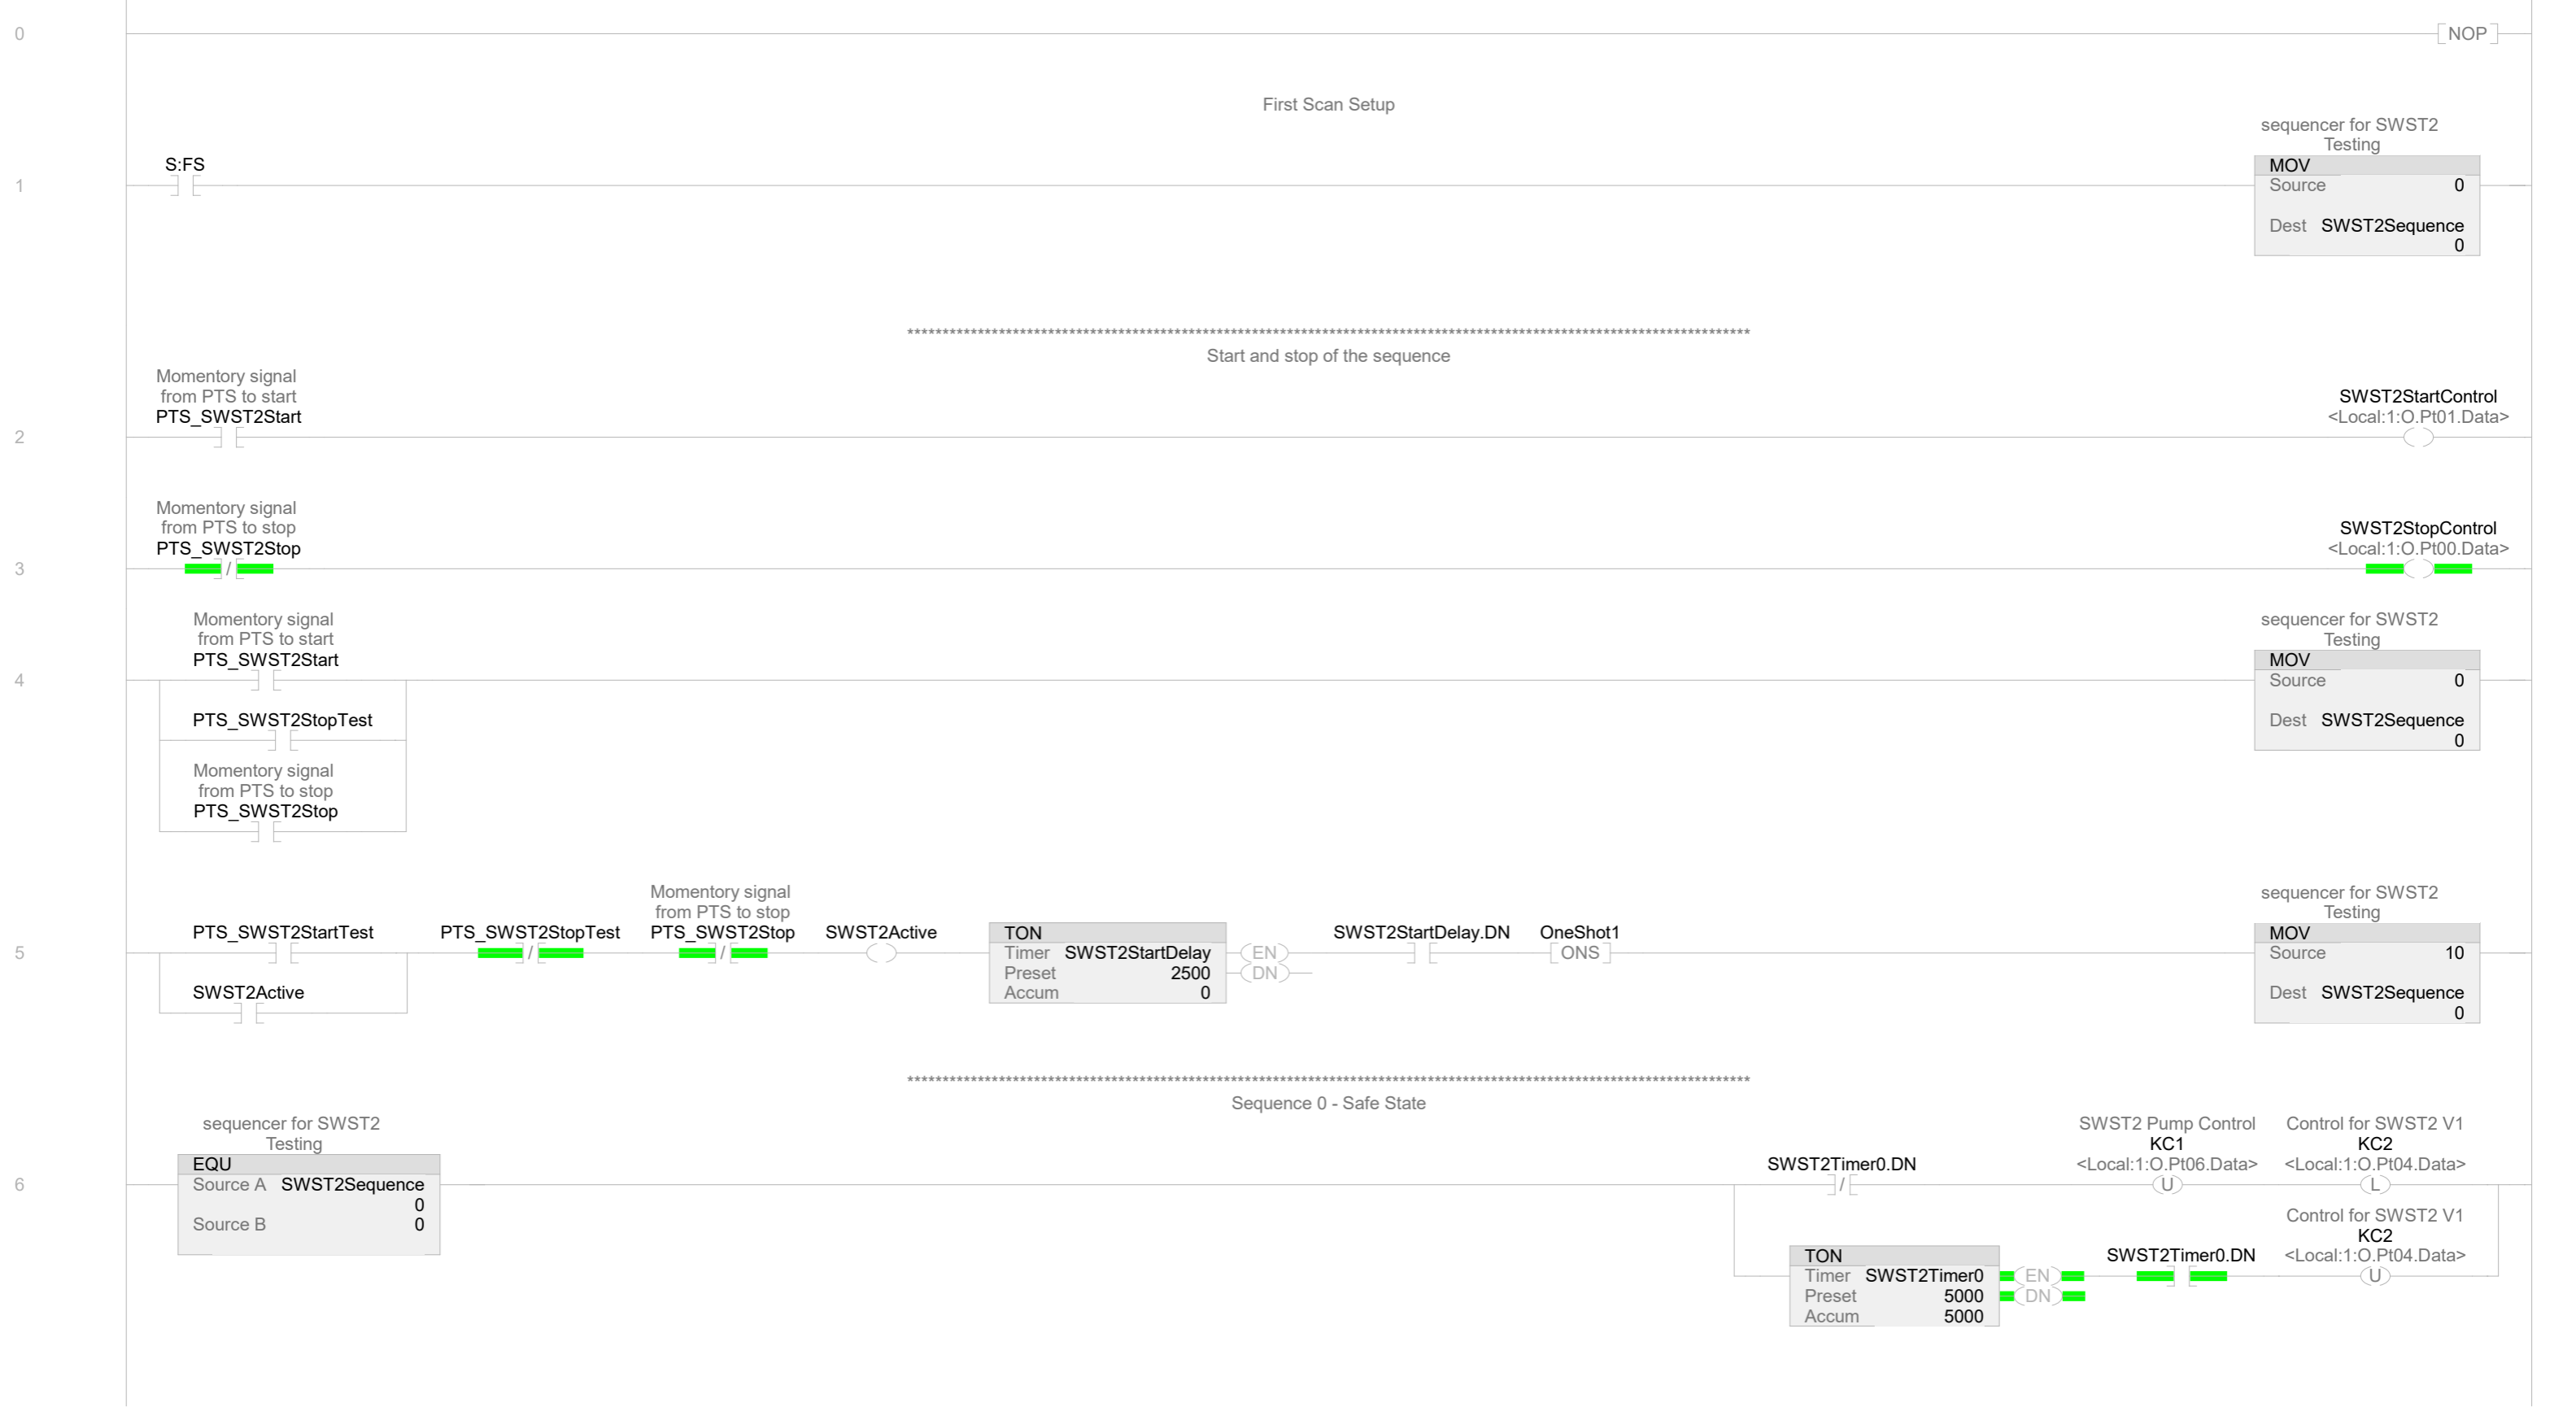 0
[NOP]
First Scan Setup
sequencer for SWST2
Testing
S:FS
MOV
1
Source 0
Dest SWST2Sequence
0
******************************************************************************************************************************
Start and stop of the sequence
Momentory signal
from PTS to start
PTS_SWST2Start
SWST2StartControl
<Local:1:O.Pt01.Data>
2
Momentory signal
from PTS to stop
PTS_SWST2Stop
SWST2StopControl
<Local:1:O.Pt00.Data>
3
/
Momentory signal
from PTS to start
PTS_SWST2Start
sequencer for SWST2
Testing
MOV
4
Source 0
PTS_SWST2StopTest
Dest SWST2Sequence
0
Momentory signal
from PTS to stop
PTS_SWST2Stop
Momentory signal
from PTS to stop
sequencer for SWST2
Testing
PTS_SWST2StartTest PTS_SWST2StopTest PTS_SWST2Stop SWST2Active TON SWST2StartDelay.DN OneShot1 MOV
5
/ / Timer SWST2StartDelay EN ONS Source 10
Preset 2500 DN
SWST2Active Accum 0 Dest SWST2Sequence
0
******************************************************************************************************************************
Sequence 0 - Safe State
sequencer for SWST2
Testing
SWST2 Pump Control Control for SWST2 V1
EQU KC1 KC2
SWST2Timer0.DN <Local:1:O.Pt06.Data> <Local:1:O.Pt04.Data>
6
Source A SWST2Sequence / U L
0
Source B 0
Control for SWST2 V1
KC2
TON SWST2Timer0.DN <Local:1:O.Pt04.Data>
Timer SWST2Timer0 EN U
Preset 5000 DN
Accum 5000